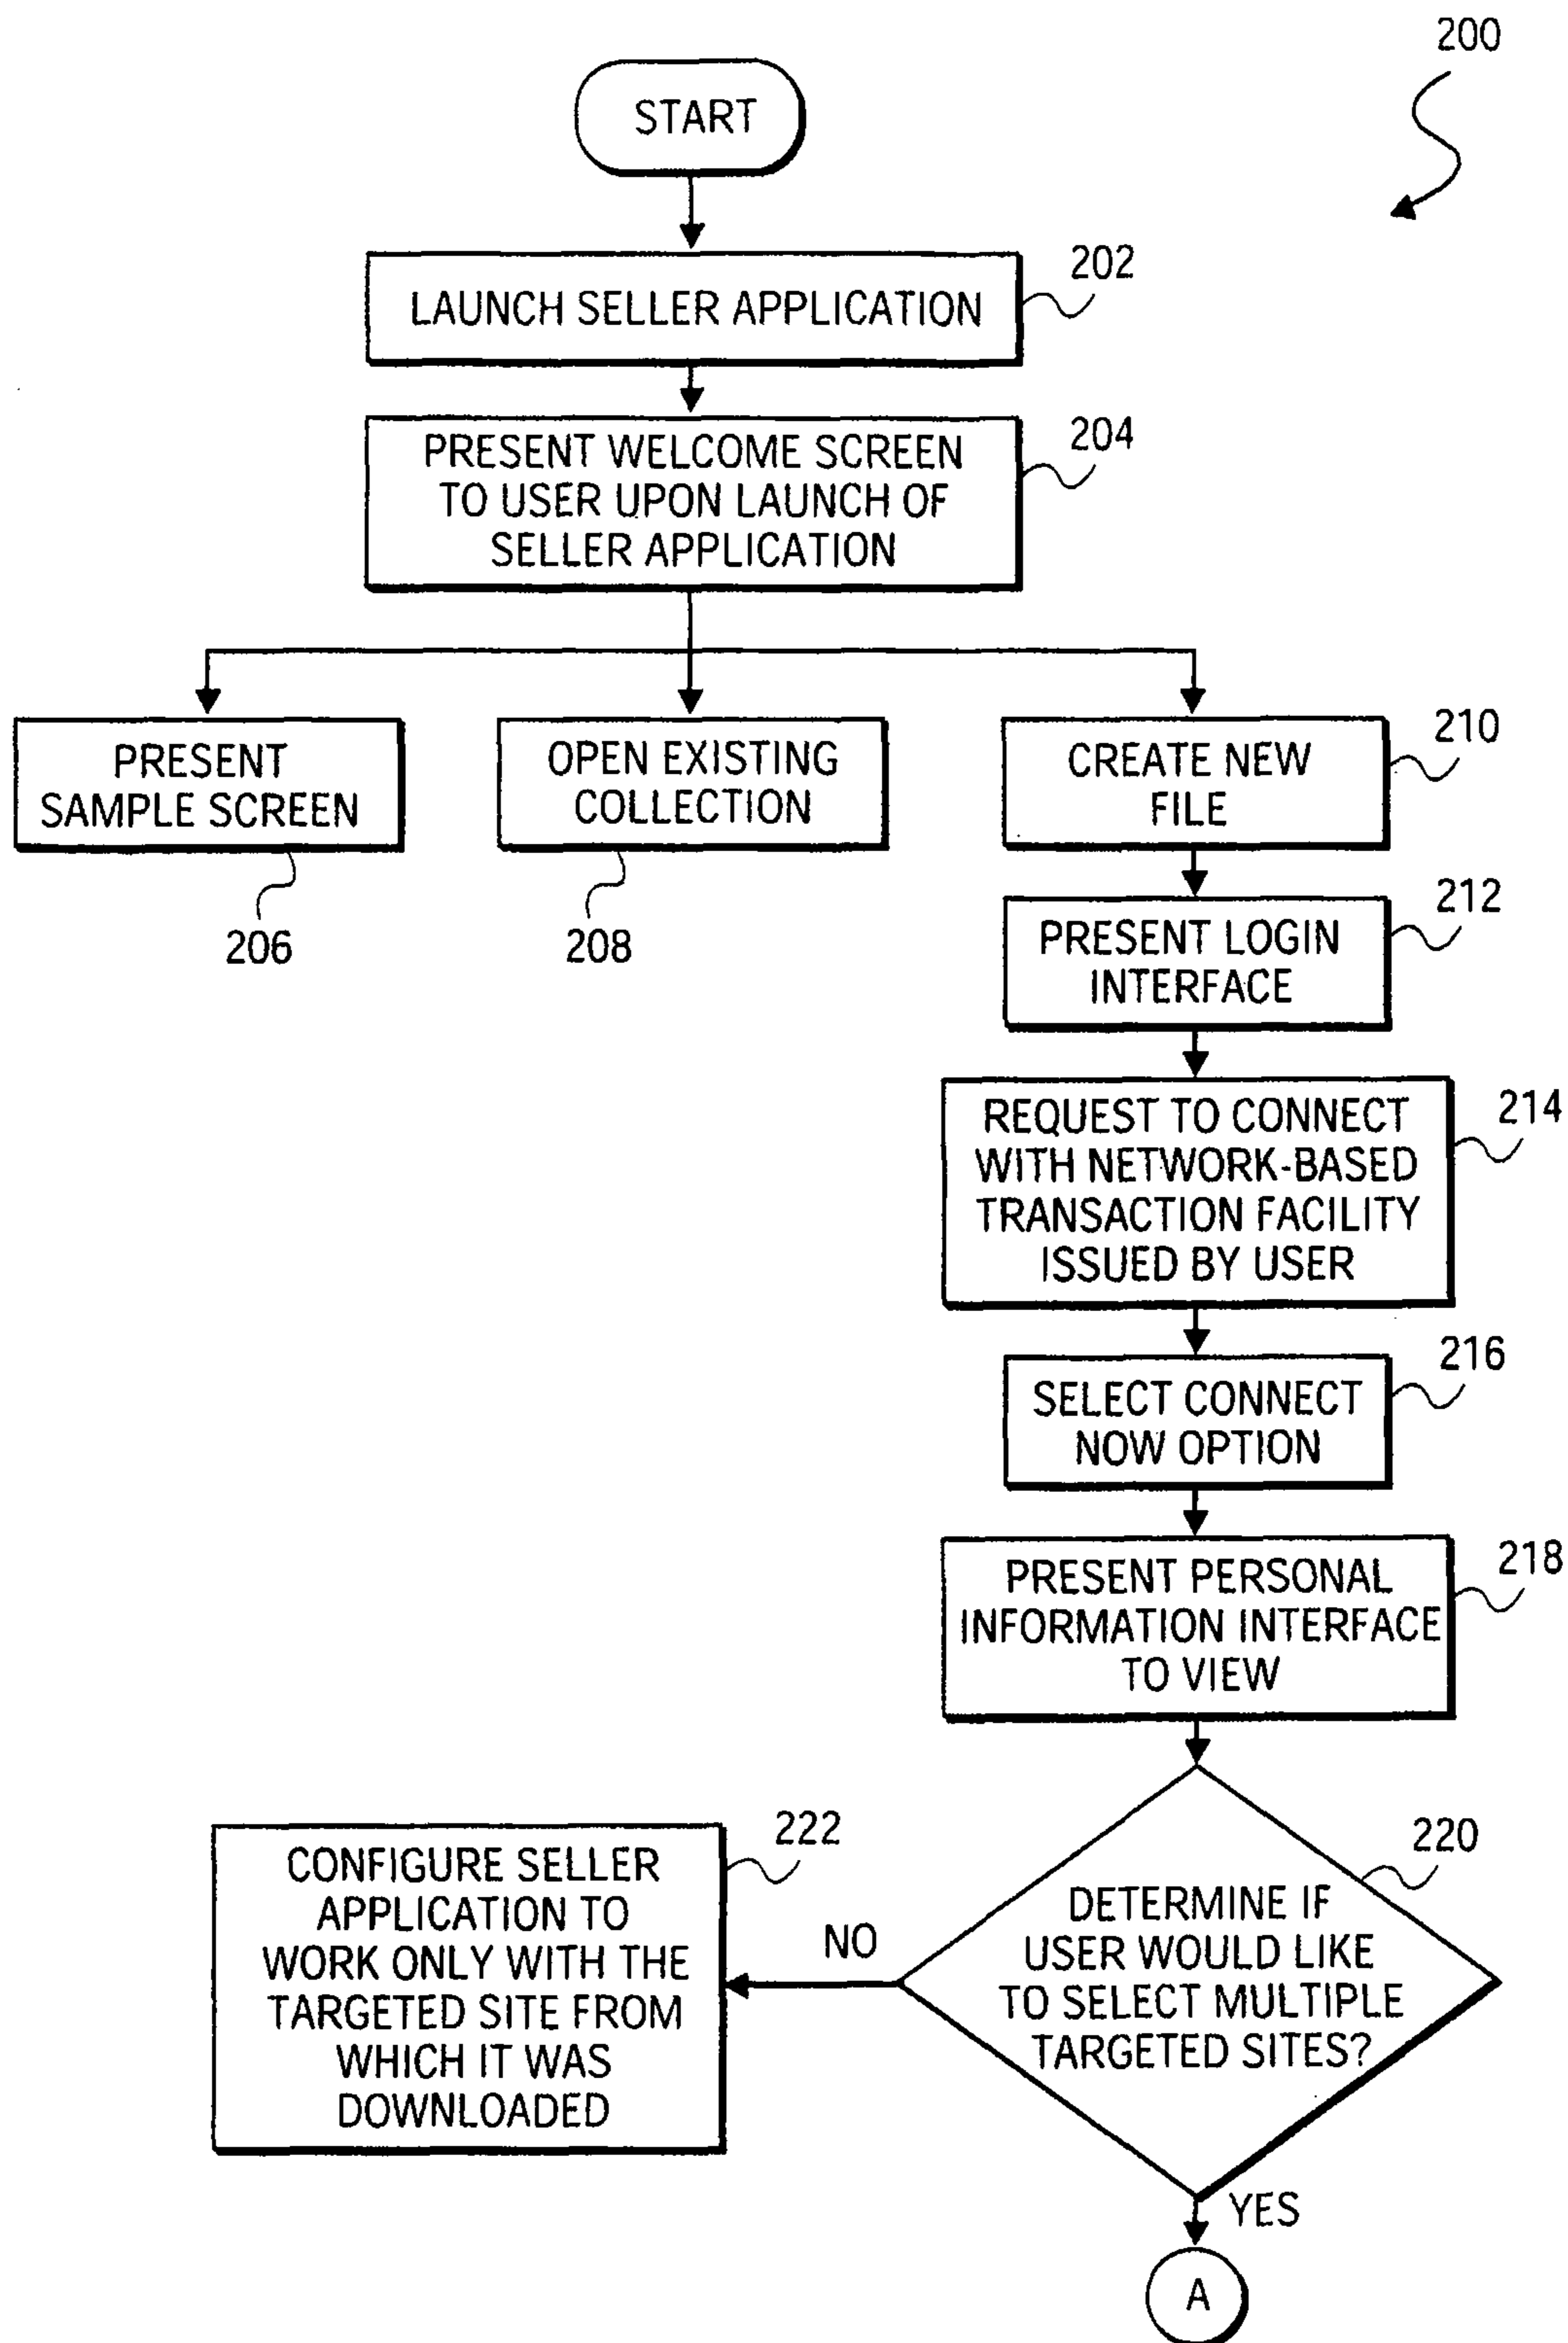 200
START
202
LAUNCH SELLER APPLICATION
204
PRESENT WELCOME SCREEN
TO USER UPON LAUNCH OF
SELLER APPLICATION
PRESENT
SAMPLE SCREEN
206
OPEN EXISTING
COLLECTION
208
210
CREATE NEW
FILE
212
PRESENT LOGIN
INTERFACE
214
REQUEST TO CONNECT
WITH NETWORK-BASED
TRANSACTION FACILITY
ISSUED BY USER
216
SELECT CONNECT
NOW OPTION
218
PRESENT PERSONAL
INFORMATION INTERFACE
TO VIEW
220
DETERMINE IF
USER WOULD LIKE
TO SELECT MULTIPLE
TARGETED SITES?
NO
222
CONFIGURE SELLER
APPLICATION TO
WORK ONLY WITH THE
TARGETED SITE FROM
WHICH IT WAS
DOWNLOADED
YES
A